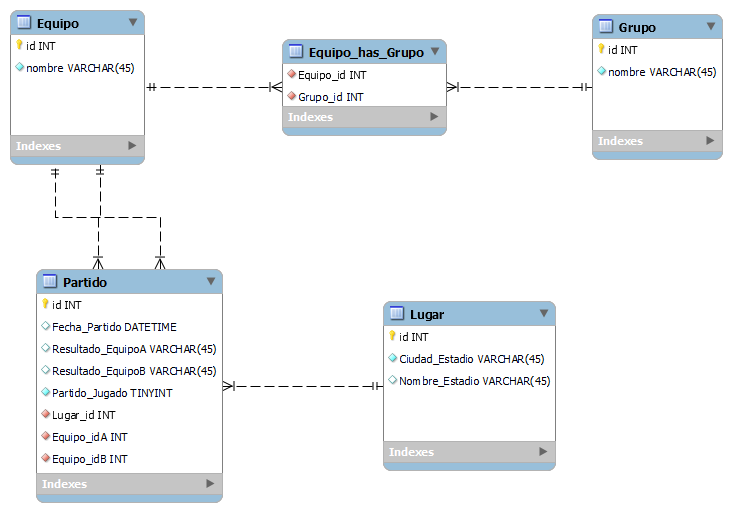 Equipo
id INT
nombre VARCHAR(45)
Indexes
Equipo_has_Grupo
Equipo_id INT
Grupo_id INT
Indexes
Grupo
id INT
nombre VARCHAR(45)
Indexes
Partido
id INT
Fecha_Partido DATETIME
Resultado_EquipoA VARCHAR(45)
Resultado_EquipoB VARCHAR(45)
Partido_Jugado TINYINT
Lugar_id INT
Equipo_idA INT
Equipo_idB INT
Indexes
Lugar
id INT
Ciudad_Estadio VARCHAR(45)
Nombre_Estadio VARCHAR(45)
Indexes